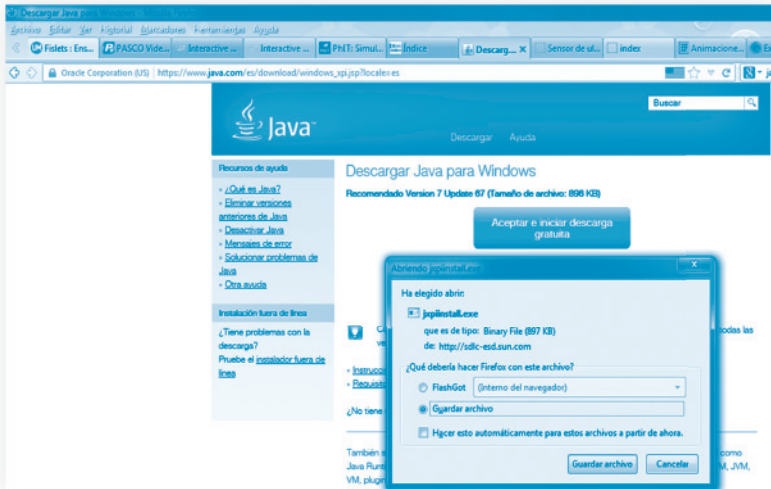 Descargar Java para Windows - Mozilla Firefox
Archivo Editar Ver Historial Marcadores Herramientas Ayuda
Fislets : Ens... PASCO Vide... Interactive ... Interactive ... PhET: Simul... Índice Descarg... X Sensor de ul... index Animacione...
Oracle Corporation (US) https://www.java.com/es/download/windows_xpi.jsp?locale=es
Buscar
Java
Descargar Ayuda
Recursos de ayuda
» ¿Qué es Java?
» Eliminar versiones
anteriores de Java
» Desactivar Java
» Mensajes de error
» Solucionar problemas de
Java
» Otra ayuda
Instalación fuera de línea
¿Tiene problemas con la
descarga?
Pruebe el instalador fuera de
línea
Descargar Java para Windows
Recomendado Version 7 Update 67 (Tamaño de archivo: 896 KB)
Aceptar e iniciar descarga
gratuita
todas las
» Instrucc
» Requisit
¿No tiene
También s
como
Java Runt
M, JVM,
VM, plugin
Abriendo jxpiinstall.exe
x
Ha elegido abrir:
jxpiinstall.exe
que es de tipo: Binary File (897 KB)
de: http://sdlc-esd.sun.com
¿Qué debería hacer Firefox con este archivo?
FlashGot (Interno del navegador)
Guardar archivo
Hacer esto automáticamente para estos archivos a partir de ahora.
Guardar archivo Cancelar